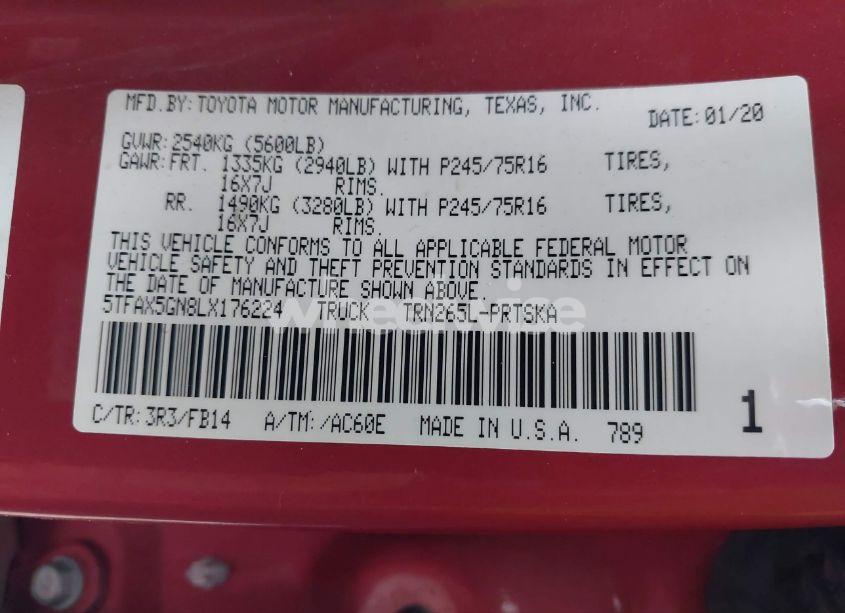 MFD.BY: TOYOTA MOTOR MANUFACTURING, TEXAS, INC.
DATE: 01/20
GVWR: 2540KG (5600LB)
GAWR: FRT. 1335KG (2940LB) WITH P245/75R16 TIRES,
16X7J RIMS.
RR. 1490KG (3280LB) WITH P245/75R16 TIRES,
16X7J RIMS.
THIS VEHICLE CONFORMS TO ALL APPLICABLE FEDERAL MOTOR
VEHICLE SAFETY AND THEFT PREVENTION STANDARDS IN EFFECT ON
THE DATE OF MANUFACTURE SHOWN ABOVE.
5TFAX5GN8LX176224 TRUCK TRN265L-PRTSKA
wheelwise
C/TR: 3R3/FB14 A/TM: /AC60E MADE IN U.S.A. 789 1